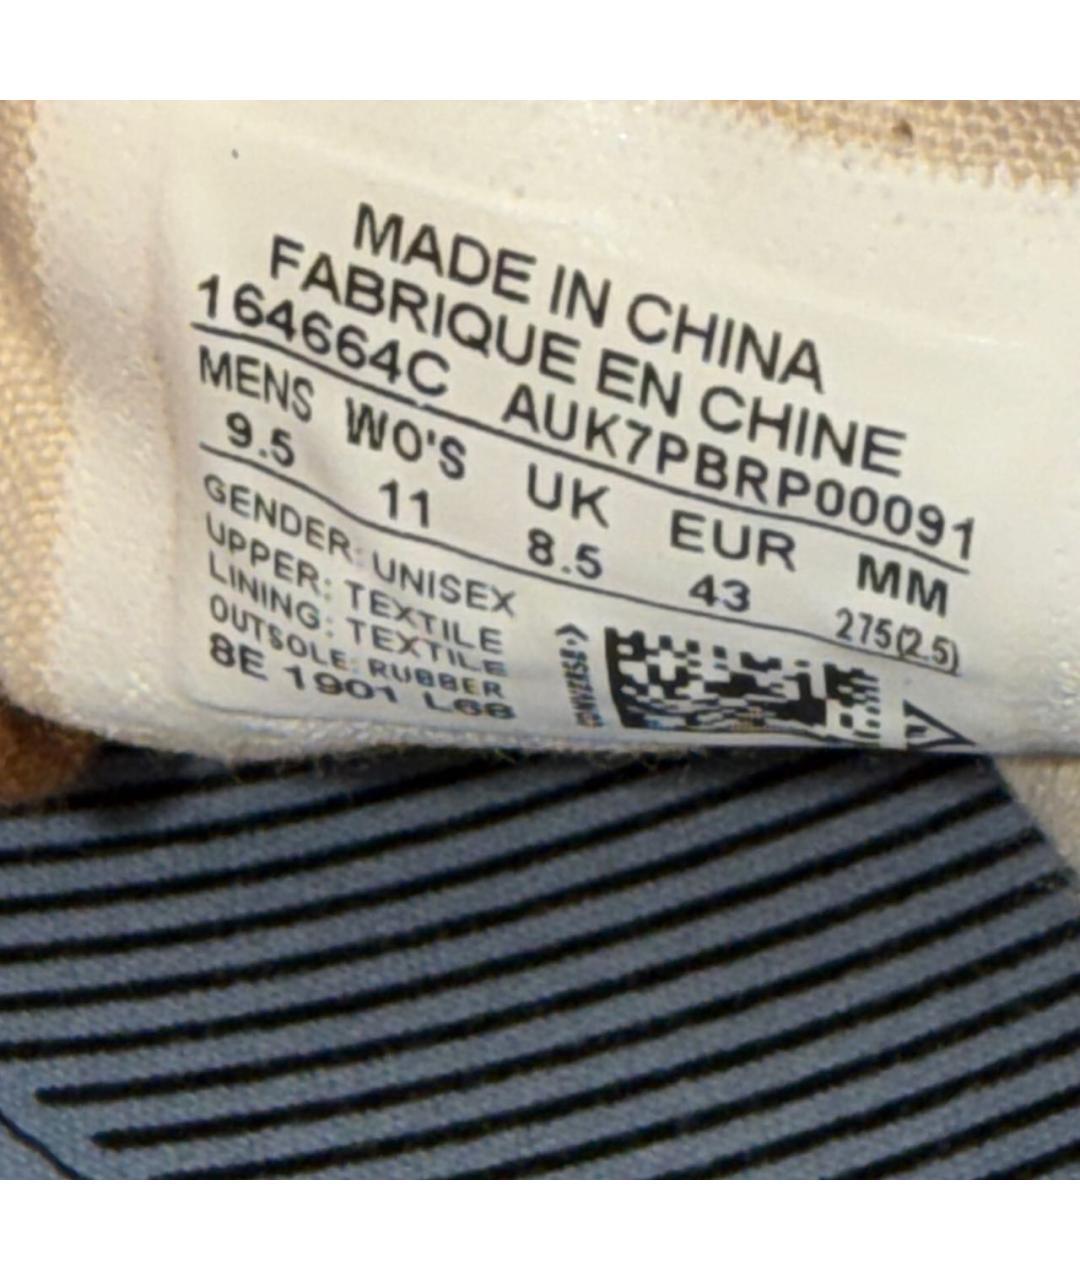 MADE IN CHINA
FABRIQUE EN CHINE
164664C AUK7PBRP00091
MENS WO'S UK EUR MM
9.5 11 8.5 43 275(2.5)
GENDER: UNISEX
UPPER: TEXTILE
LINING: TEXTILE
OUTSOLE: RUBBER
8E 1901 L68
CONVERSE